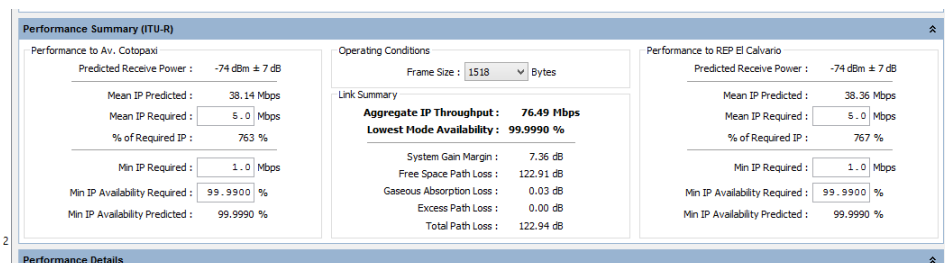 Performance Summary (ITU-R)
Performance to Av. Cotopaxi
Predicted Receive Power : -74 dBm ± 7 dB
Mean IP Predicted : 38.14 Mbps
Mean IP Required : 5.0 Mbps
% of Required IP : 763 %
Min IP Required : 1.0 Mbps
Min IP Availability Required : 99.9900 %
Min IP Availability Predicted : 99.9990 %
Operating Conditions
Frame Size : 1518 Bytes
Link Summary
Aggregate IP Throughput : 76.49 Mbps
Lowest Mode Availability : 99.9990 %
System Gain Margin : 7.36 dB
Free Space Path Loss : 122.91 dB
Gaseous Absorption Loss : 0.03 dB
Excess Path Loss : 0.00 dB
Total Path Loss : 122.94 dB
Performance to REP El Calvario
Predicted Receive Power : -74 dBm ± 7 dB
Mean IP Predicted : 38.36 Mbps
Mean IP Required : 5.0 Mbps
% of Required IP : 767 %
Min IP Required : 1.0 Mbps
Min IP Availability Required : 99.9900 %
Min IP Availability Predicted : 99.9990 %
2
Performance Details